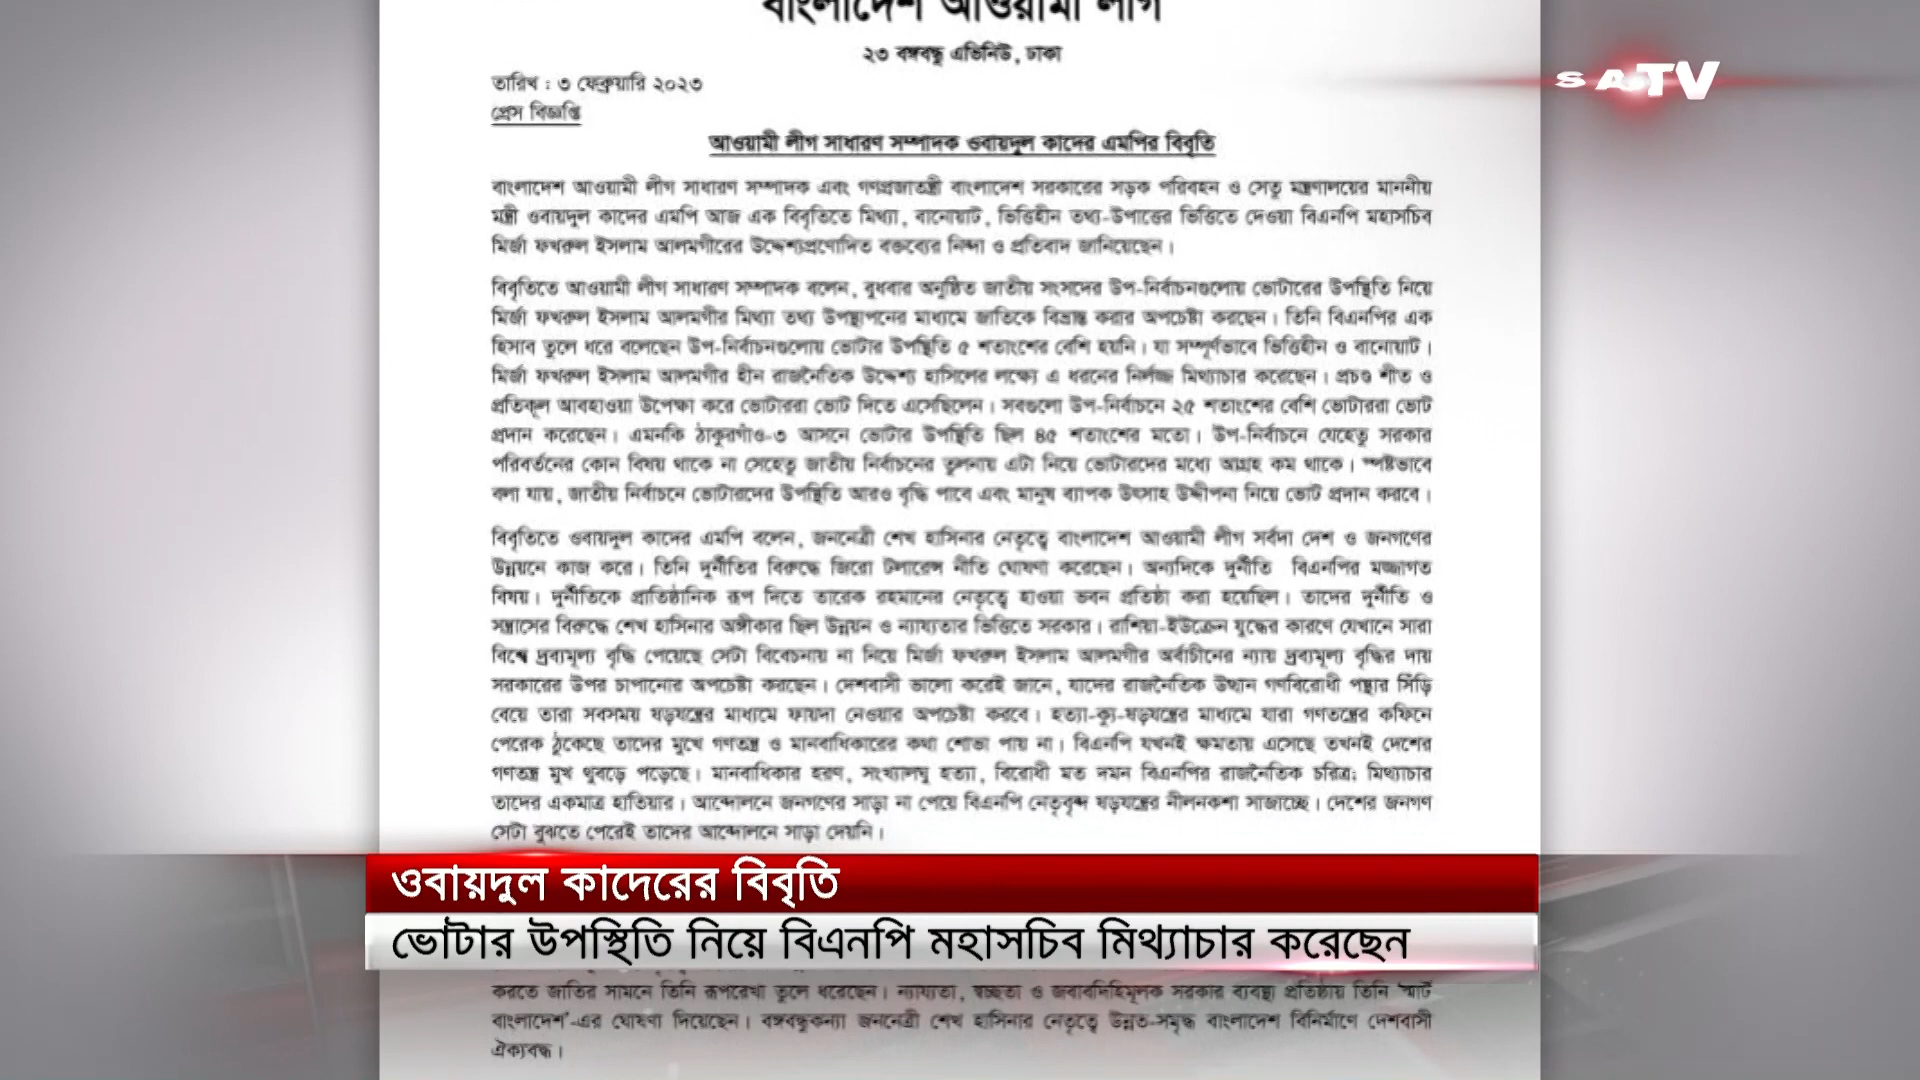 বাংলাদেশ আওয়ামী লীগ
২৩ বঙ্গবন্ধু এভিনিউ, ঢাকা
SATV
তারিখ : ৩ ফেব্রুয়ারি ২০২৩
প্রেস বিজ্ঞপ্তি
আওয়ামী লীগ সাধারণ সম্পাদক ওবায়দুল কাদের এমপির বিবৃতি
বাংলাদেশ আওয়ামী লীগ সাধারণ সম্পাদক এবং গণপ্রজাতন্ত্রী বাংলাদেশ সরকারের সড়ক পরিবহন ও সেতু মন্ত্রণালয়ের মাননীয়
মন্ত্রী ওবায়দুল কাদের এমপি আজ এক বিবৃতিতে মিথ্যা, বানোয়াট, ভিত্তিহীন তথ্য-উপাত্তের ভিত্তিতে দেওয়া বিএনপি মহাসচিব
মির্জা ফখরুল ইসলাম আলমগীরের উদ্দেশ্যপ্রণোদিত বক্তব্যের নিন্দা ও প্রতিবাদ জানিয়েছেন।
বিবৃতিতে আওয়ামী লীগ সাধারণ সম্পাদক বলেন, বুধবার অনুষ্ঠিত জাতীয় সংসদের উপ-নির্বাচনগুলোয় ভোটারের উপস্থিতি নিয়ে
মির্জা ফখরুল ইসলাম আলমগীর মিথ্যা তথ্য উপস্থাপনের মাধ্যমে জাতিকে বিভ্রান্ত করার অপচেষ্টা করছেন। তিনি বিএনপির এক
হিসাব তুলে ধরে বলেছেন উপ-নির্বাচনগুলোয় ভোটার উপস্থিতি ৫ শতাংশের বেশি হয়নি। যা সম্পূর্ণভাবে ভিত্তিহীন ও বানোয়াট।
মির্জা ফখরুল ইসলাম আলমগীর হীন রাজনৈতিক উদ্দেশ্য হাসিলের লক্ষ্যে এ ধরনের নির্লজ্জ মিথ্যাচার করেছেন। প্রচণ্ড শীত ও
প্রতিকূল আবহাওয়া উপেক্ষা করে ভোটাররা ভোট দিতে এসেছিলেন। সবগুলো উপ-নির্বাচনে ২৫ শতাংশের বেশি ভোটাররা ভোট
প্রদান করেছেন। এমনকি ঠাকুরগাঁও-৩ আসনে ভোটার উপস্থিতি ছিল ৪৫ শতাংশের মতো। উপ-নির্বাচনে যেহেতু সরকার
পরিবর্তনের কোন বিষয় থাকে না সেহেতু জাতীয় নির্বাচনের তুলনায় এটা নিয়ে ভোটারদের মধ্যে আগ্রহ কম থাকে। স্পষ্টভাবে
বলা যায়, জাতীয় নির্বাচনে ভোটারদের উপস্থিতি আরও বৃদ্ধি পাবে এবং মানুষ ব্যাপক উৎসাহ উদ্দীপনা নিয়ে ভোট প্রদান করবে।
বিবৃতিতে ওবায়দুল কাদের এমপি বলেন, জননেত্রী শেখ হাসিনার নেতৃত্বে বাংলাদেশ আওয়ামী লীগ সর্বদা দেশ ও জনগণের
উন্নয়নে কাজ করে। তিনি দুর্নীতির বিরুদ্ধে জিরো টলারেন্স নীতি ঘোষণা করেছেন। অন্যদিকে দুর্নীতি বিএনপির মজ্জাগত
বিষয়। দুর্নীতিকে প্রাতিষ্ঠানিক রূপ দিতে তারেক রহমানের নেতৃত্বে হাওয়া ভবন প্রতিষ্ঠা করা হয়েছিল। তাদের দুর্নীতি ও
সন্ত্রাসের বিরুদ্ধে শেখ হাসিনার অঙ্গীকার ছিল উন্নয়ন ও ন্যায্যতার ভিত্তিতে সরকার। রাশিয়া-ইউক্রেন যুদ্ধের কারণে যেখানে সারা
বিশ্বে দ্রব্যমূল্য বৃদ্ধি পেয়েছে সেটা বিবেচনায় না নিয়ে মির্জা ফখরুল ইসলাম আলমগীর অর্বাচীনের ন্যায় দ্রব্যমূল্য বৃদ্ধির দায়
সরকারের উপর চাপানোর অপচেষ্টা করছেন। দেশবাসী ভালো করেই জানে, যাদের রাজনৈতিক উত্থান গণবিরোধী পন্থার সিঁড়ি
বেয়ে তারা সবসময় ষড়যন্ত্রের মাধ্যমে ফায়দা নেওয়ার অপচেষ্টা করবে। হত্যা-ক্যু-ষড়যন্ত্রের মাধ্যমে যারা গণতন্ত্রের কফিনে
পেরেক ঠুকেছে তাদের মুখে গণতন্ত্র ও মানবাধিকারের কথা শোভা পায় না। বিএনপি যখনই ক্ষমতায় এসেছে তখনই দেশের
গণতন্ত্র মুখ থুবড়ে পড়েছে। মানবাধিকার হরণ, সংখ্যালঘু হত্যা, বিরোধী মত দমন বিএনপির রাজনৈতিক চরিত্র; মিথ্যাচার
তাদের একমাত্র হাতিয়ার। আন্দোলনে জনগণের সাড়া না পেয়ে বিএনপি নেতৃবৃন্দ ষড়যন্ত্রের নীলনকশা সাজাচ্ছে। দেশের জনগণ
সেটা বুঝতে পেরেই তাদের আন্দোলনে সাড়া দেয়নি।
ওবায়দুল কাদেরের বিবৃতি
ভোটার উপস্থিতি নিয়ে বিএনপি মহাসচিব মিথ্যাচার করেছেন
করতে জাতির সামনে তিনি রূপরেখা তুলে ধরেছেন। ন্যায্যতা, স্বচ্ছতা ও জবাবদিহিমূলক সরকার ব্যবস্থা প্রতিষ্ঠায় তিনি 'স্মার্ট
বাংলাদেশ'-এর ঘোষণা দিয়েছেন। বঙ্গবন্ধুকন্যা জননেত্রী শেখ হাসিনার নেতৃত্বে উন্নত-সমৃদ্ধ বাংলাদেশ বিনির্মাণে দেশবাসী
ঐক্যবদ্ধ।